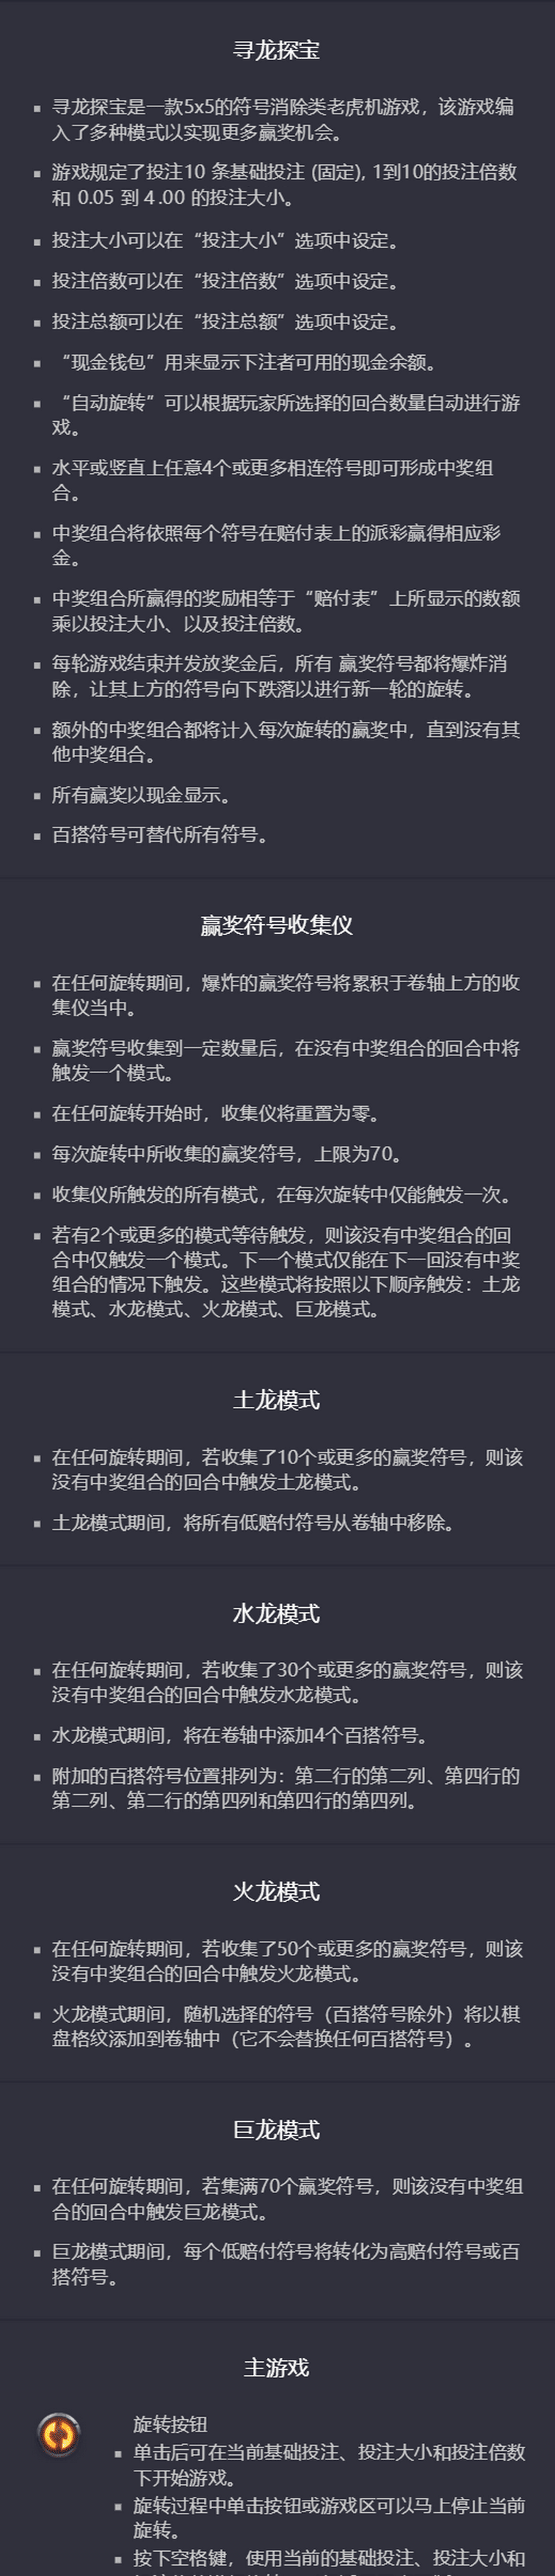 寻龙探宝
寻龙探宝是一款5x5的符号消除类老虎机游戏，该游戏编
入了多种模式以实现更多赢奖机会。
游戏规定了投注10 条基础投注 (固定), 1到10的投注倍数
和 0.05 到 4.00 的投注大小。
投注大小可以在“投注大小”选项中设定。
投注倍数可以在“投注倍数”选项中设定。
投注总额可以在“投注总额”选项中设定。
“现金钱包”用来显示下注者可用的现金余额。
“自动旋转”可以根据玩家所选择的回合数量自动进行游
戏。
水平或竖直上任意4个或更多相连符号即可形成中奖组
合。
中奖组合将依照每个符号在赔付表上的派彩赢得相应彩
金。
中奖组合所赢得的奖励相等于“赔付表”上所显示的数额
乘以投注大小、以及投注倍数。
每轮游戏结束并发放奖金后，所有 赢奖符号都将爆炸消
除，让其上方的符号向下跌落以进行新一轮的旋转。
额外的中奖组合都将计入每次旋转的赢奖中，直到没有其
他中奖组合。
所有赢奖以现金显示。
百搭符号可替代所有符号。
赢奖符号收集仪
在任何旋转期间，爆炸的赢奖符号将累积于卷轴上方的收
集仪当中。
赢奖符号收集到一定数量后，在没有中奖组合的回合中将
触发一个模式。
在任何旋转开始时，收集仪将重置为零。
每次旋转中所收集的赢奖符号，上限为70。
收集仪所触发的所有模式，在每次旋转中仅能触发一次。
若有2个或更多的模式等待触发，则该没有中奖组合的回
合中仅触发一个模式。下一个模式仅能在下一回没有中奖
组合的情况下触发。这些模式将按照以下顺序触发：土龙
模式、水龙模式、火龙模式、巨龙模式。
土龙模式
在任何旋转期间，若收集了10个或更多的赢奖符号，则该
没有中奖组合的回合中触发土龙模式。
土龙模式期间，将所有低赔付符号从卷轴中移除。
水龙模式
在任何旋转期间，若收集了30个或更多的赢奖符号，则该
没有中奖组合的回合中触发水龙模式。
水龙模式期间，将在卷轴中添加4个百搭符号。
附加的百搭符号位置排列为：第二行的第二列、第四行的
第二列、第二行的第四列和第四行的第四列。
火龙模式
在任何旋转期间，若收集了50个或更多的赢奖符号，则该
没有中奖组合的回合中触发火龙模式。
火龙模式期间，随机选择的符号（百搭符号除外）将以棋
盘格纹添加到卷轴中（它不会替换任何百搭符号）。
巨龙模式
在任何旋转期间，若集满70个赢奖符号，则该没有中奖组
合的回合中触发巨龙模式。
巨龙模式期间，每个低赔付符号将转化为高赔付符号或百
搭符号。
主游戏
旋转按钮
单击后可在当前基础投注、投注大小和投注倍数
下开始游戏。
旋转过程中单击按钮或游戏区可以马上停止当前
旋转。
按下空格键，使用当前的基础投注、投注大小和